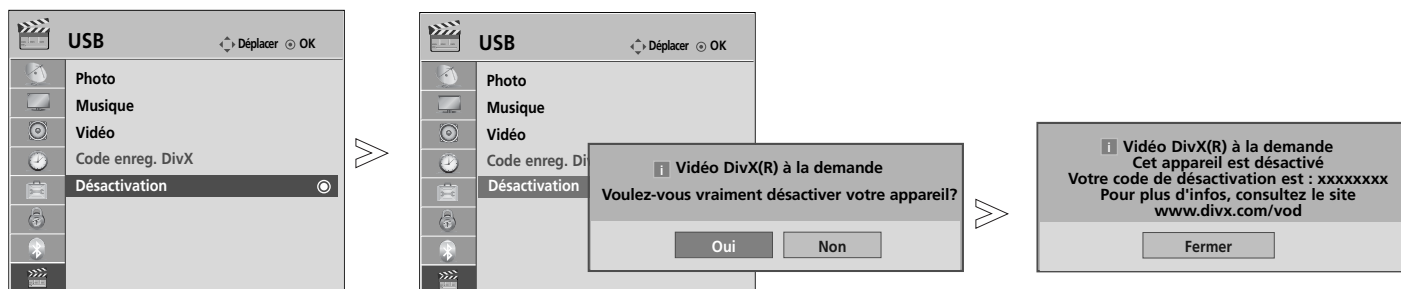 USB
Déplacer OK
Photo
Musique
Vidéo
Code enreg. DivX
Désactivation
>
USB
Déplacer OK
Photo
Musique
Vidéo
Code enreg. Di
Désactivation
i Vidéo DivX(R) à la demande
Voulez-vous vraiment désactiver votre appareil?
Oui Non
>
i Vidéo DivX(R) à la demande
Cet appareil est désactivé
Votre code de désactivation est : xxxxxxxx
Pour plus d'infos, consultez le site
www.divx.com/vod
Fermer